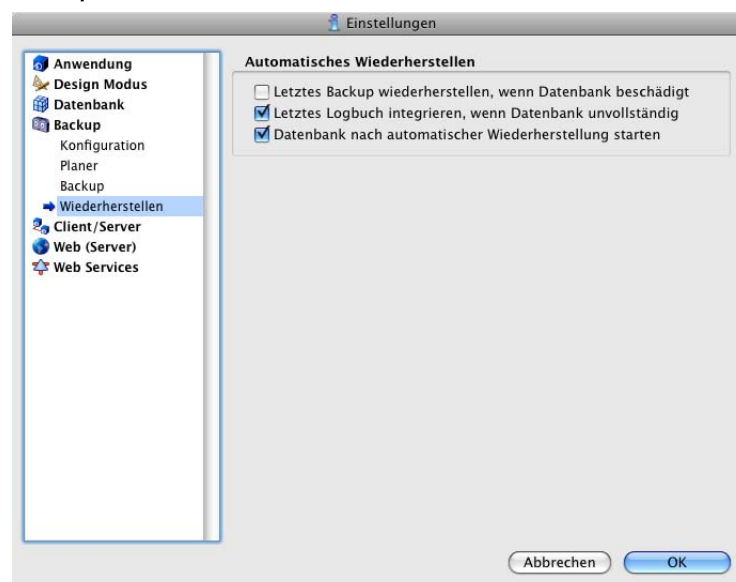 Einstellungen
Anwendung
Design Modus
Datenbank
Backup
Konfiguration
Planer
Backup
Wiederherstellen
Client/Server
Web (Server)
Web Services
Automatisches Wiederherstellen
Letztes Backup wiederherstellen, wenn Datenbank beschädigt
Letztes Logbuch integrieren, wenn Datenbank unvollständig
Datenbank nach automatischer Wiederherstellung starten
Abbrechen
OK